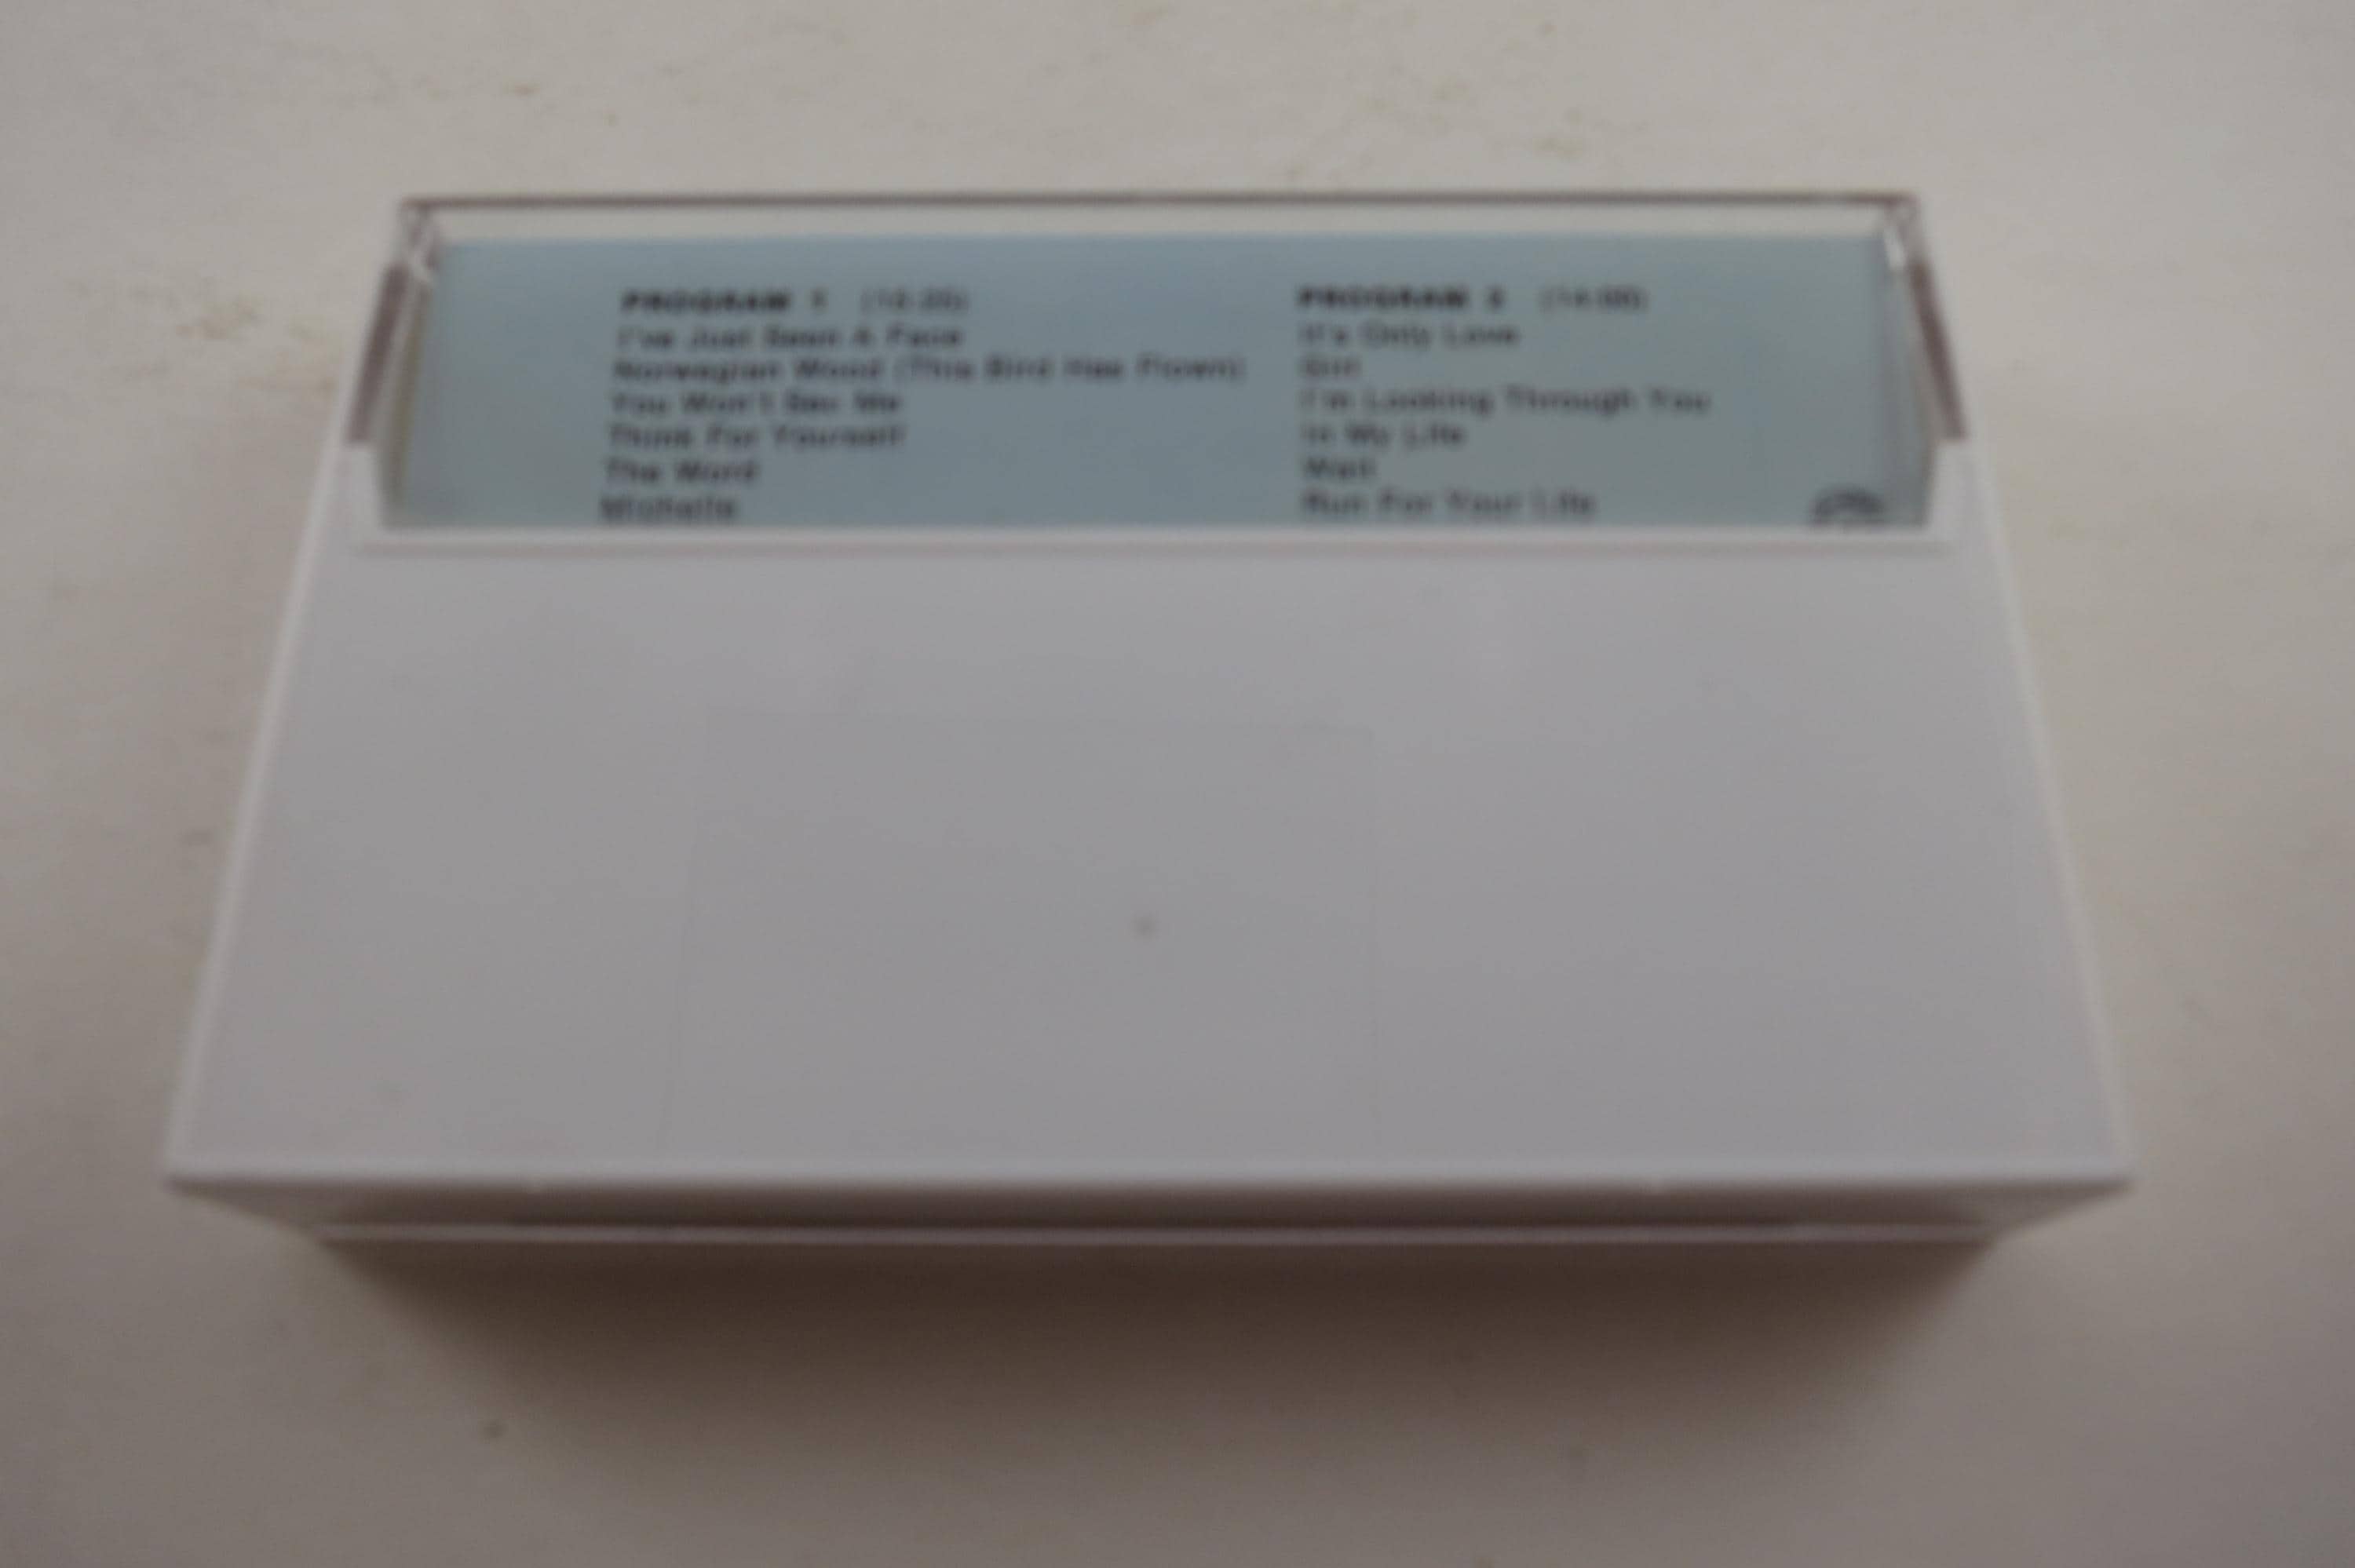 PROGRAM 1
I've Just Seen A Face
Norwegian Wood (This Bird Has Flown)
You Won't See Me
Think For Yourself
The Word
Michelle
PROGRAM 2
It's Only Love
Girl
I'm Looking Through You
In My Life
Wait
Run For Your Life